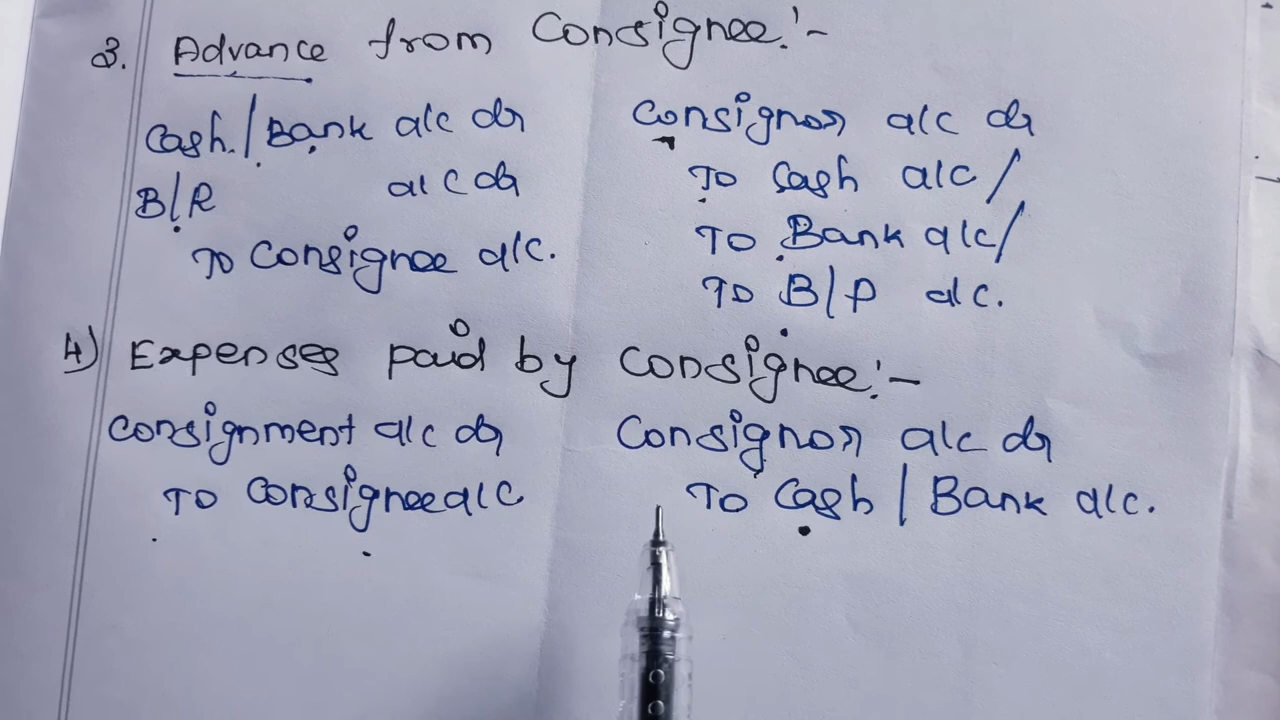 3. Advance from Consignee:-
Cash./Bank a/c dr
B/R a/c dr
To Consignee a/c.
Consignor a/c dr
To Cash a/c/
To Bank a/c/
To B/P a/c.
4) Expenses paid by Consignee:-
Consignment a/c dr
To Consignee a/c
Consignor a/c dr
To Cash/Bank a/c.